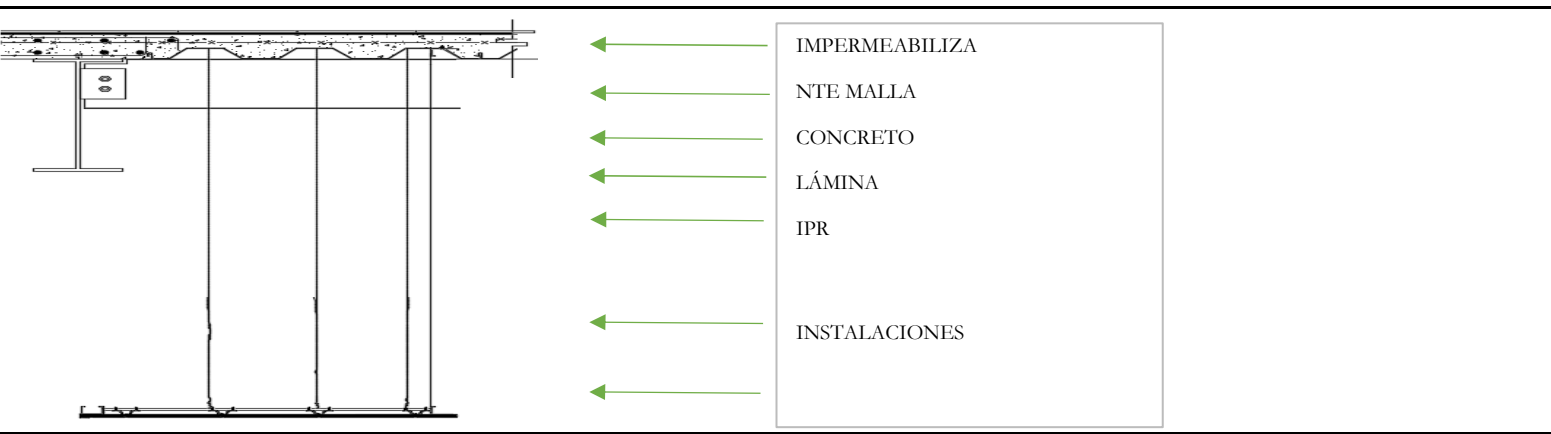 IMPERMEABILIZA
NTE MALLA
CONCRETO
LÁMINA
IPR
INSTALACIONES